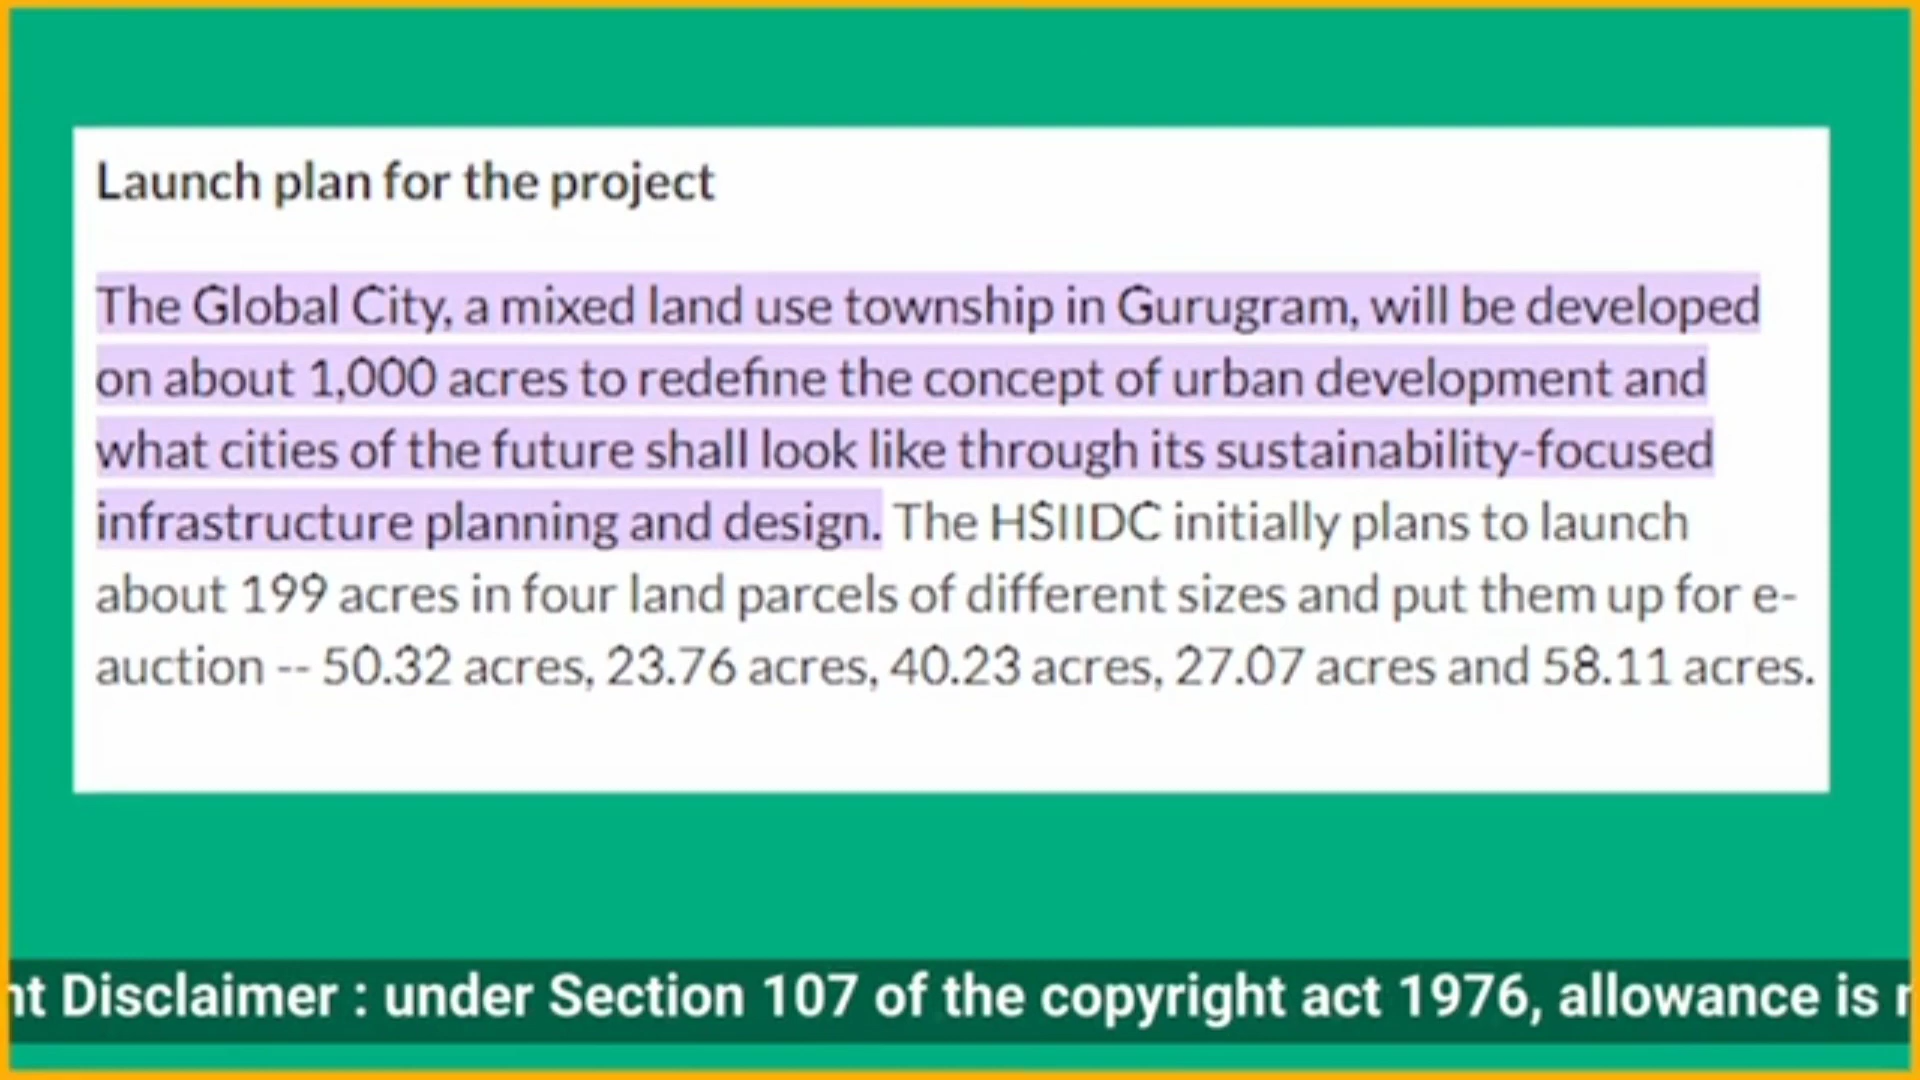 Launch plan for the project
The Global City, a mixed land use township in Gurugram, will be developed
on about 1,000 acres to redefine the concept of urban development and
what cities of the future shall look like through its sustainability-focused
infrastructure planning and design. The HSIIDC initially plans to launch
about 199 acres in four land parcels of different sizes and put them up for e-
auction -- 50.32 acres, 23.76 acres, 40.23 acres, 27.07 acres and 58.11 acres.
nt Disclaimer : under Section 107 of the copyright act 1976, allowance is